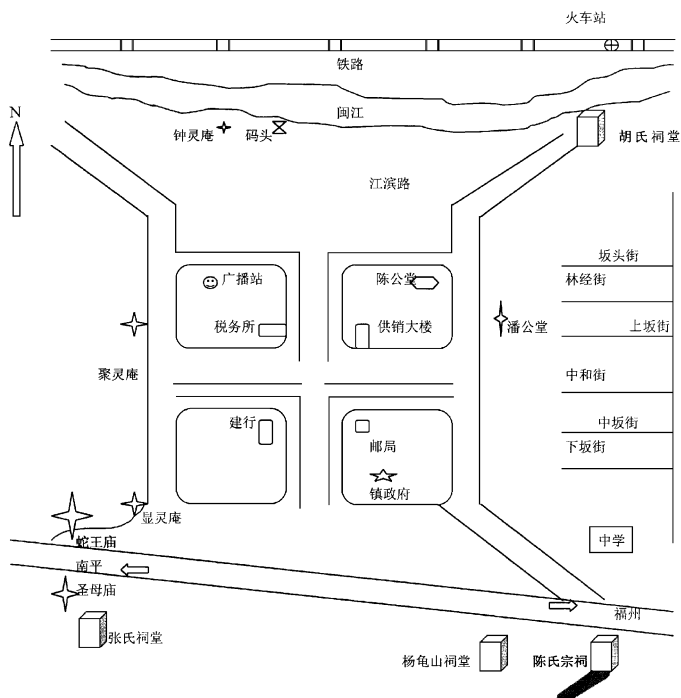 火车站
铁路
闽江
N
钟灵庵
码头
胡氏祠堂
江滨路
坂头街
广播站
陈公堂
林经街
税务所
供销大楼
潘公堂
上坂街
聚灵庵
中和街
建行
中坂街
邮局
下坂街
镇政府
显灵庵
蛇王庙
中学
南平
圣母庙
福州
张氏祠堂
杨龟山祠堂
陈氏宗祠